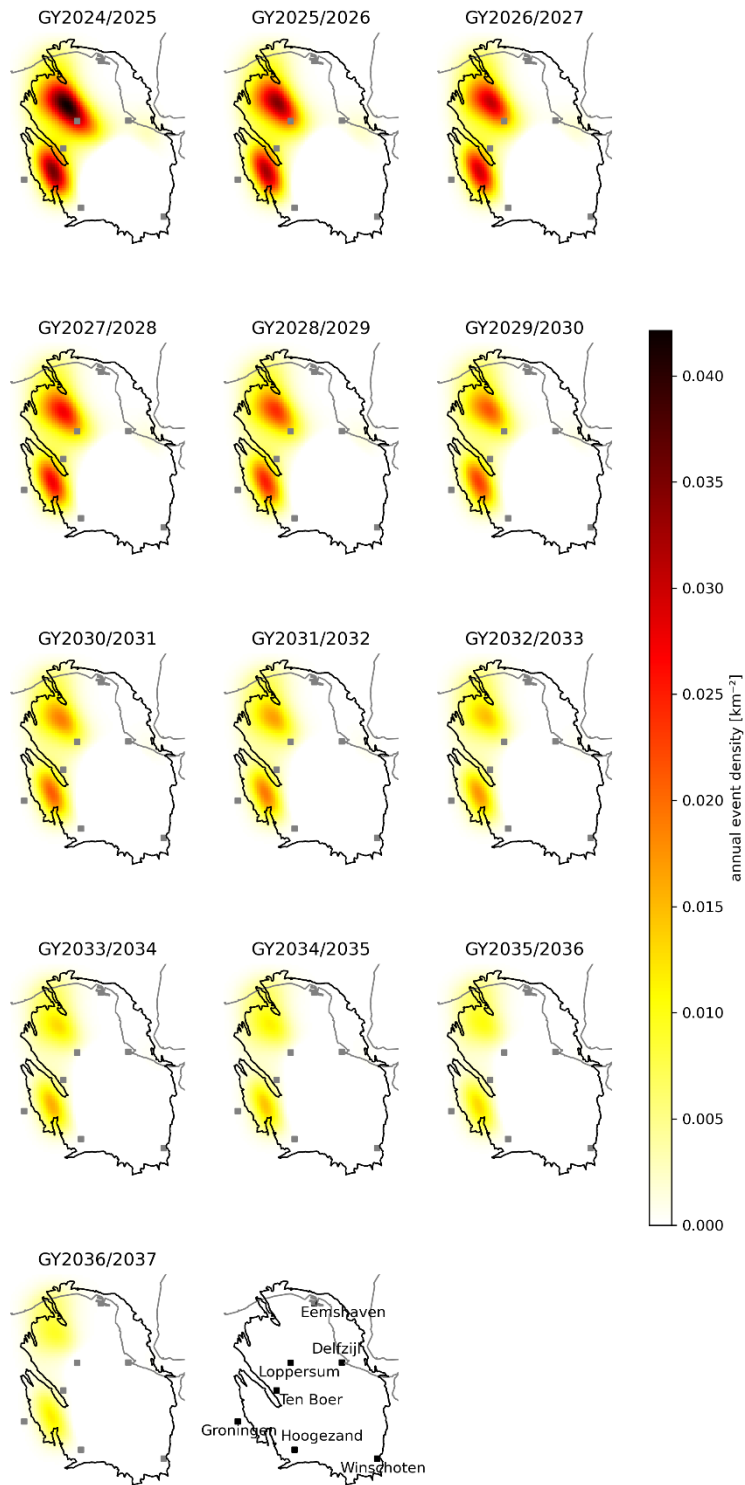 GY2024/2025 GY2025/2026 GY2026/2027
GY2027/2028 GY2028/2029 GY2029/2030
GY2030/2031 GY2031/2032 GY2032/2033
GY2033/2034 GY2034/2035 GY2035/2036
GY2036/2037
0.040
0.035
0.030
0.025
0.020
0.015
0.010
0.005
0.000
annual event density [km⁻²]
Eemshaven
Delfzijl
Loppersum
Ten Boer
Groningen
Hoogezand
Winschoten